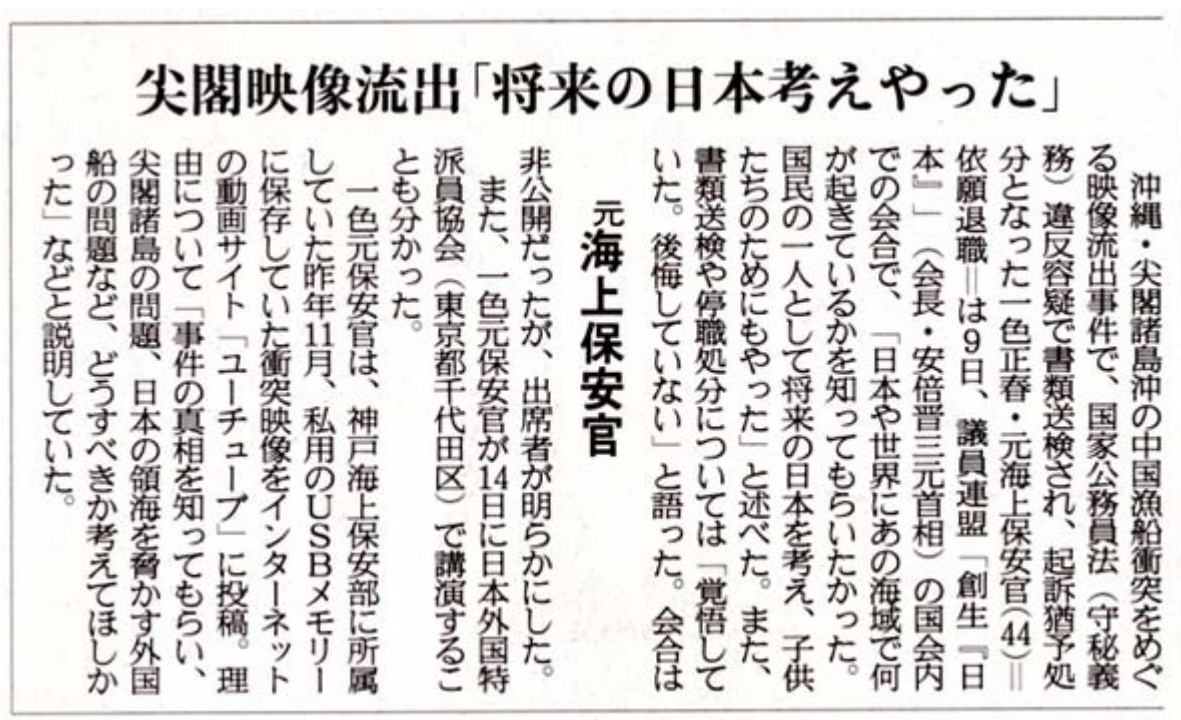 尖閣映像流出「将来の日本考えやった」
元海上保安官
沖縄・尖閣諸島沖の中国漁船衝突をめぐ
る映像流出事件で、国家公務員法（守秘義
務）違反容疑で書類送検され、起訴猶予処
分となった一色正春・元海上保安官(44)＝
依願退職＝は9日、議員連盟「創生『日
本』」（会長・安倍晋三元首相）の国会内
での会合で、「日本や世界にあの海域で何
が起きているかを知ってもらいたかった。
国民の一人として将来の日本を考え、子供
たちのためにもやった」と述べた。また、
書類送検や停職処分については「覚悟して
いた。後悔していない」と語った。会合は
非公開だったが、出席者が明らかにした。
また、一色元保安官が14日に日本外国特
派員協会（東京都千代田区）で講演するこ
とも分かった。
一色元保安官は、神戸海上保安部に所属
していた昨年11月、私用のUSBメモリー
に保存していた衝突映像をインターネット
の動画サイト「ユーチューブ」に投稿。理
由について「事件の真相を知ってもらい、
尖閣諸島の問題、日本の領海を脅かす外国
船の問題など、どうすべきか考えてほしか
った」などと説明していた。